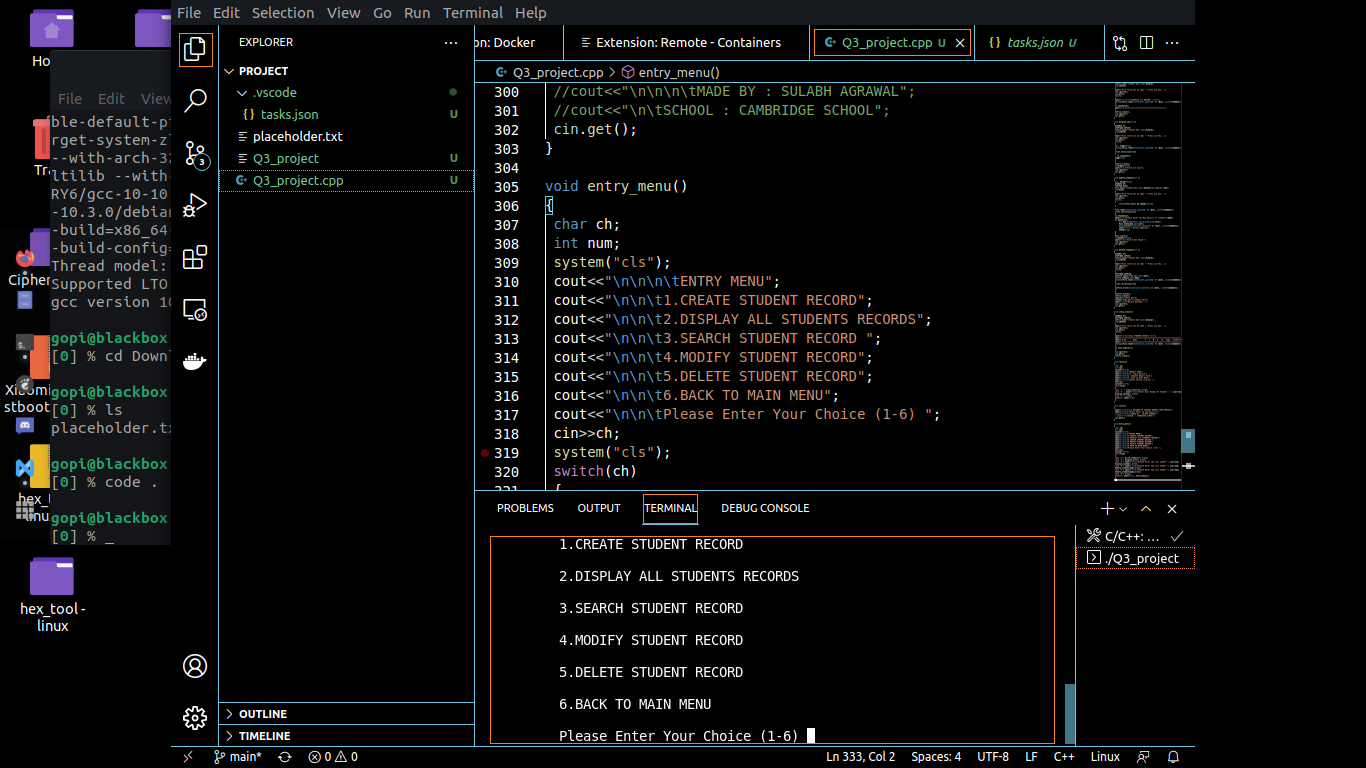 File Edit Selection View Go Run Terminal Help
EXPLORER
on: Docker
Extension: Remote - Containers
Q3_project.cpp U
tasks.json U
PROJECT
.vscode
tasks.json U
placeholder.txt
Q3_project U
Q3_project.cpp U
OUTLINE
TIMELINE
3
Q3_project.cpp > entry_menu()
300 //cout<<"\n\n\n\tMADE BY : SULABH AGRAWAL";
301 //cout<<"\n\tSCHOOL : CAMBRIDGE SCHOOL";
302 cin.get();
303 }
304
305 void entry_menu()
306 {
307 char ch;
308 int num;
309 system("cls");
310 cout<<"\n\n\n\tENTRY MENU";
311 cout<<"\n\n\t1.CREATE STUDENT RECORD";
312 cout<<"\n\n\t2.DISPLAY ALL STUDENTS RECORDS";
313 cout<<"\n\n\t3.SEARCH STUDENT RECORD ";
314 cout<<"\n\n\t4.MODIFY STUDENT RECORD";
315 cout<<"\n\n\t5.DELETE STUDENT RECORD";
316 cout<<"\n\n\t6.BACK TO MAIN MENU";
317 cout<<"\n\n\tPlease Enter Your Choice (1-6) ";
318 cin>>ch;
319 system("cls");
320 switch(ch)
321 {
PROBLEMS OUTPUT TERMINAL DEBUG CONSOLE
1.CREATE STUDENT RECORD
2.DISPLAY ALL STUDENTS RECORDS
3.SEARCH STUDENT RECORD
4.MODIFY STUDENT RECORD
5.DELETE STUDENT RECORD
6.BACK TO MAIN MENU
Please Enter Your Choice (1-6)
C/C++: ...
./Q3_project
main* 0 0
Ln 333, Col 2 Spaces: 4 UTF-8 LF C++ Linux
File Edit View
ble-default-pi
rget-system-zl
--with-arch-32
ltilib --with-
RY6/gcc-10-10
-10.3.0/debian
-build=x86_64-
-build-config=
Thread model:
Supported LTO
gcc version 10
gopi@blackbox
[0] % cd Down
gopi@blackbox
[0] % ls
placeholder.tx
gopi@blackbox
[0] % code .
gopi@blackbox
[0] % _
Ho
Tr
Cipher
Xiaomi
stboot
hex_
linu
hex_tool -
linux